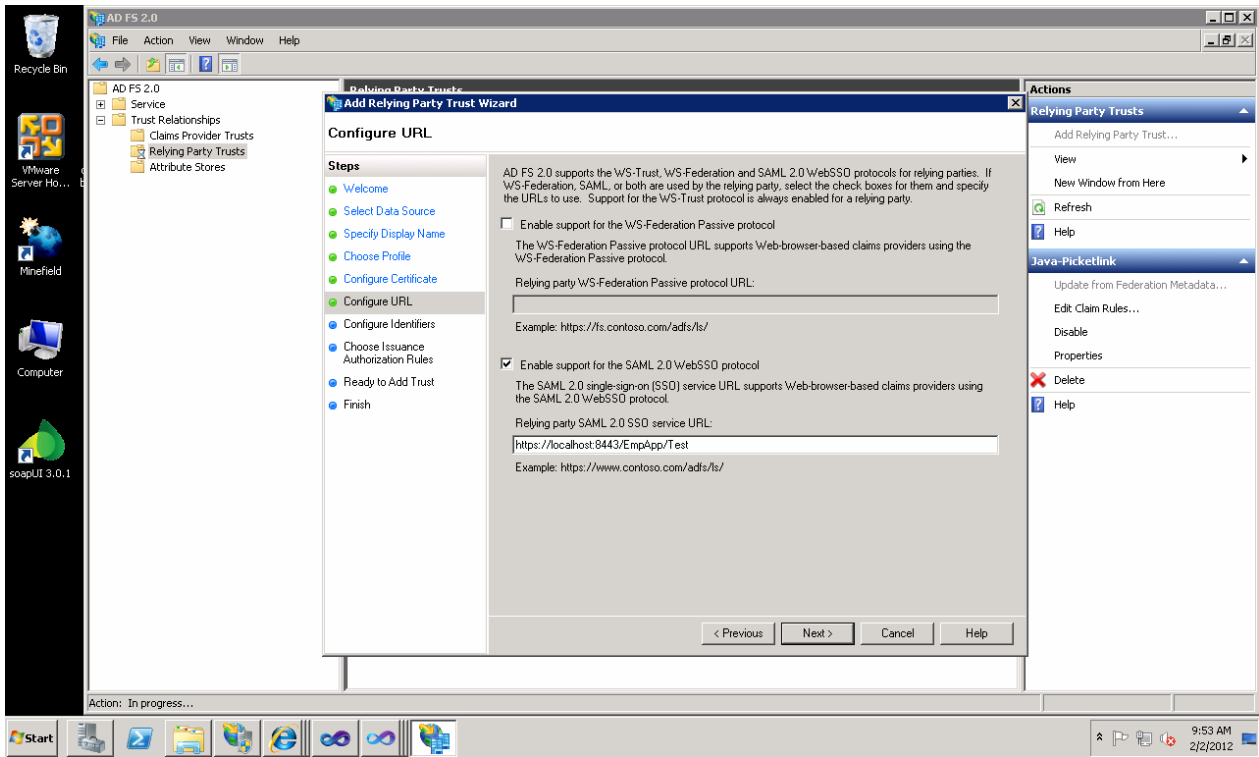 AD FS 2.0
File Action View Window Help
Recycle Bin
VMware
Server Ho...
Minefield
Computer
soapUI 3.0.1
AD FS 2.0
Service
Trust Relationships
Claims Provider Trusts
Relying Party Trusts
Attribute Stores
Relying Party Trusts
Add Relying Party Trust Wizard
Configure URL
Steps
Welcome
Select Data Source
Specify Display Name
Choose Profile
Configure Certificate
Configure URL
Configure Identifiers
Choose Issuance
Authorization Rules
Ready to Add Trust
Finish
AD FS 2.0 supports the WS-Trust, WS-Federation and SAML 2.0 WebSSO protocols for relying parties. If
WS-Federation, SAML, or both are used by the relying party, select the check boxes for them and specify
the URLs to use. Support for the WS-Trust protocol is always enabled for a relying party.
Enable support for the WS-Federation Passive protocol
The WS-Federation Passive protocol URL supports Web-browser-based claims providers using the
WS-Federation Passive protocol.
Relying party WS-Federation Passive protocol URL:
Example: https://fs.contoso.com/adfs/ls/
Enable support for the SAML 2.0 WebSSO protocol
The SAML 2.0 single-sign-on (SSO) service URL supports Web-browser-based claims providers using
the SAML 2.0 WebSSO protocol.
Relying party SAML 2.0 SSO service URL:
https://localhost:8443/EmpApp/Test
Example: https://www.contoso.com/adfs/ls/
< Previous Next > Cancel Help
Actions
Relying Party Trusts
Add Relying Party Trust...
View
New Window from Here
Refresh
Help
Java-Picketlink
Update from Federation Metadata...
Edit Claim Rules...
Disable
Properties
Delete
Help
Action: In progress...
Start
9:53 AM
2/2/2012